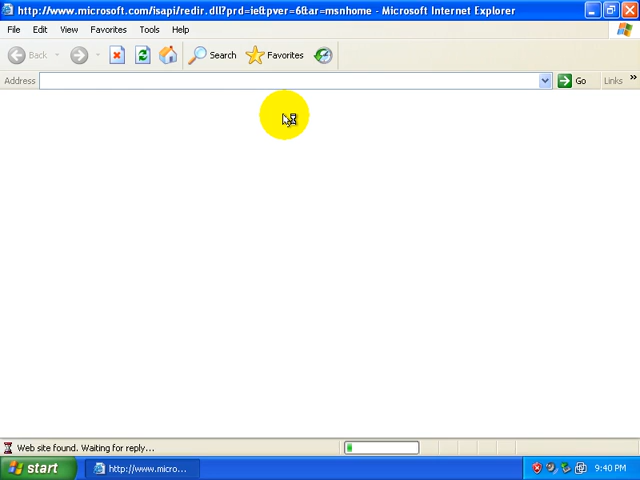 http://www.microsoft.com/isapi/redir.dll?prd=ie&pver=6&ar=msnhome - Microsoft Internet Explorer
File Edit View Favorites Tools Help
Back Search Favorites
Address Go Links »
Web site found. Waiting for reply...
start http://www.micro... 9:40 PM